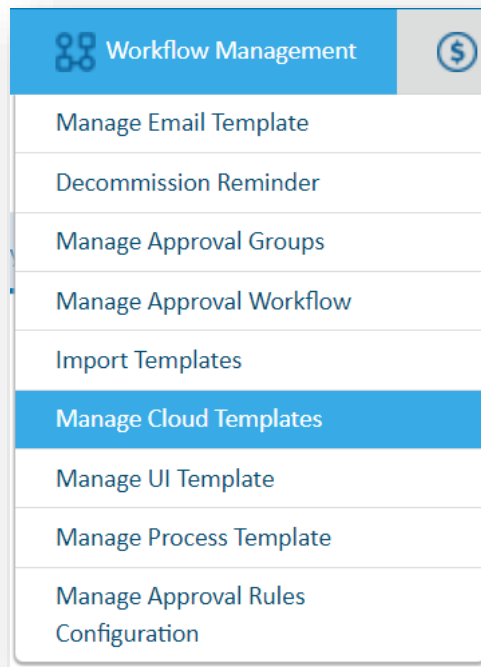 Workflow Management
$
Manage Email Template
Decommission Reminder
Manage Approval Groups
Manage Approval Workflow
Import Templates
Manage Cloud Templates
Manage UI Template
Manage Process Template
Manage Approval Rules
Configuration